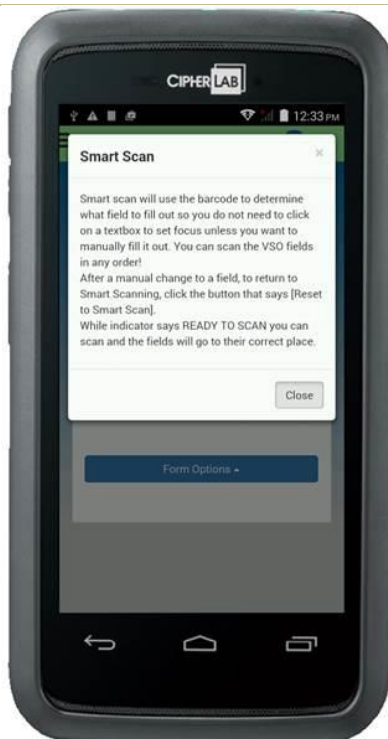 CIPHERLAB
12:33 PM
Smart Scan
×
Smart scan will use the barcode to determine
what field to fill out so you do not need to click
on a textbox to set focus unless you want to
manually fill it out. You can scan the VSO fields
in any order!
After a manual change to a field, to return to
Smart Scanning, click the button that says [Reset
to Smart Scan].
While indicator says READY TO SCAN you can
scan and the fields will go to their correct place.
Close
Form Options